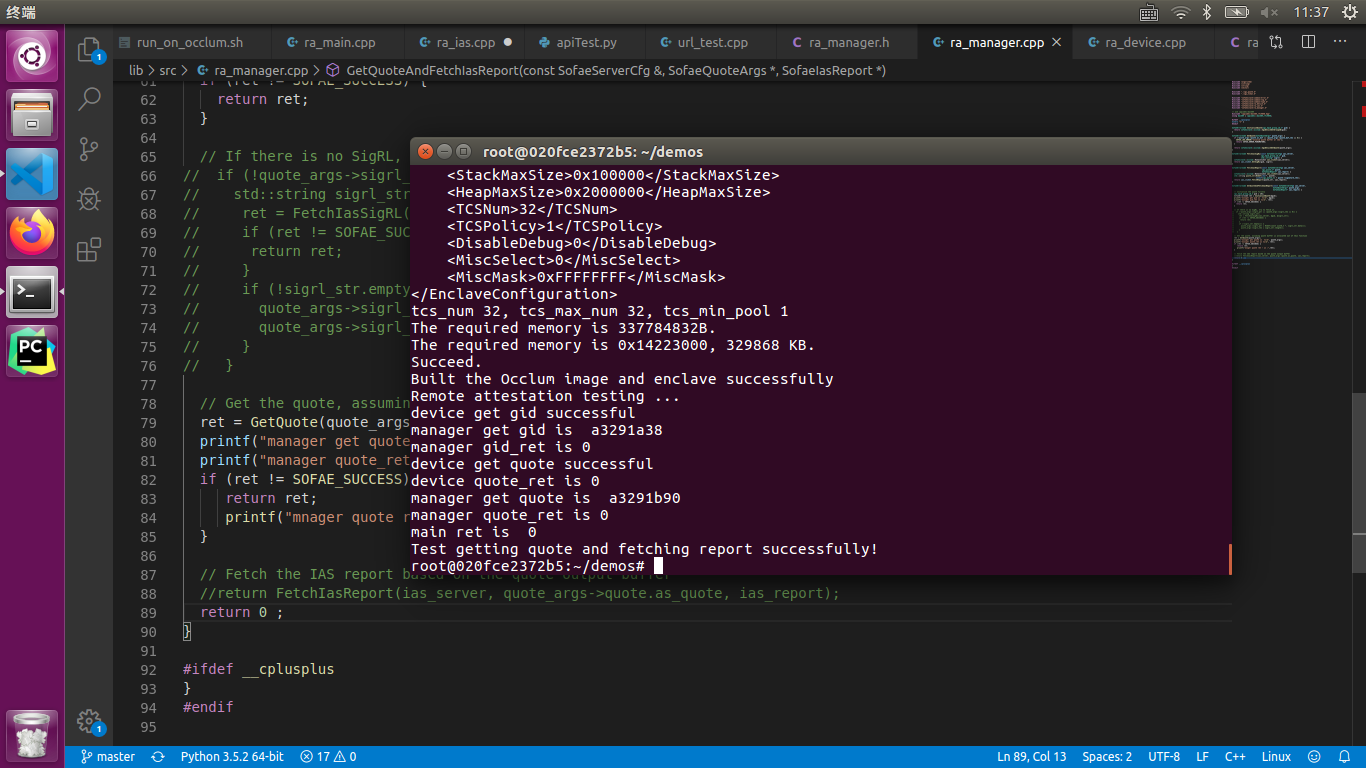 终端
11:37
run_on_occlum.sh
ra_main.cpp
ra_ias.cpp
apiTest.py
url_test.cpp
ra_manager.h
ra_manager.cpp
ra_device.cpp
ra
lib > src > ra_manager.cpp > GetQuoteAndFetchIasReport(const SofaeServerCfg &, SofaeQuoteArgs *, SofaeIasReport *)
61 if (ret != SOFAE_SUCCESS) {
62 return ret;
63 }
64
65 // If there is no SigRL,
66 // if (!quote_args->sigrl_
67 // std::string sigrl_str
68 // ret = FetchIasSigRL(
69 // if (ret != SOFAE_SUC
70 // return ret;
71 // }
72 // if (!sigrl_str.empty
73 // quote_args->sigrl_
74 // quote_args->sigrl_
75 // }
76 // }
77
78 // Get the quote, assumin
79 ret = GetQuote(quote_args
80 printf("manager get quote
81 printf("manager quote_ret
82 if (ret != SOFAE_SUCCESS)
83 return ret;
84 printf("mnager quote r
85 }
86
87 // Fetch the IAS report based on the quote output buffer
88 //return FetchIasReport(ias_server, quote_args->quote.as_quote, ias_report);
89 return 0 ;
90 }
91
92 #ifdef __cplusplus
93 }
94 #endif
95
root@020fce2372b5: ~/demos
<StackMaxSize>0x100000</StackMaxSize>
<HeapMaxSize>0x2000000</HeapMaxSize>
<TCSNum>32</TCSNum>
<TCSPolicy>1</TCSPolicy>
<DisableDebug>0</DisableDebug>
<MiscSelect>0</MiscSelect>
<MiscMask>0xFFFFFFFF</MiscMask>
</EnclaveConfiguration>
tcs_num 32, tcs_max_num 32, tcs_min_pool 1
The required memory is 337784832B.
The required memory is 0x14223000, 329868 KB.
Succeed.
Built the Occlum image and enclave successfully
Remote attestation testing ...
device get gid successful
manager get gid is  a3291a38
manager gid_ret is 0
device get quote successful
device quote_ret is 0
manager get quote is  a3291b90
manager quote_ret is 0
main ret is  0
Test getting quote and fetching report successfully!
root@020fce2372b5:~/demos#
1
PC
1
master
Python 3.5.2 64-bit
17
0
Ln 89, Col 13
Spaces: 2
UTF-8
LF
C++
Linux